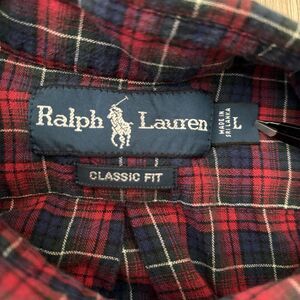 Ralph Lauren
CLASSIC FIT
L
MADE IN
SRI LANKA